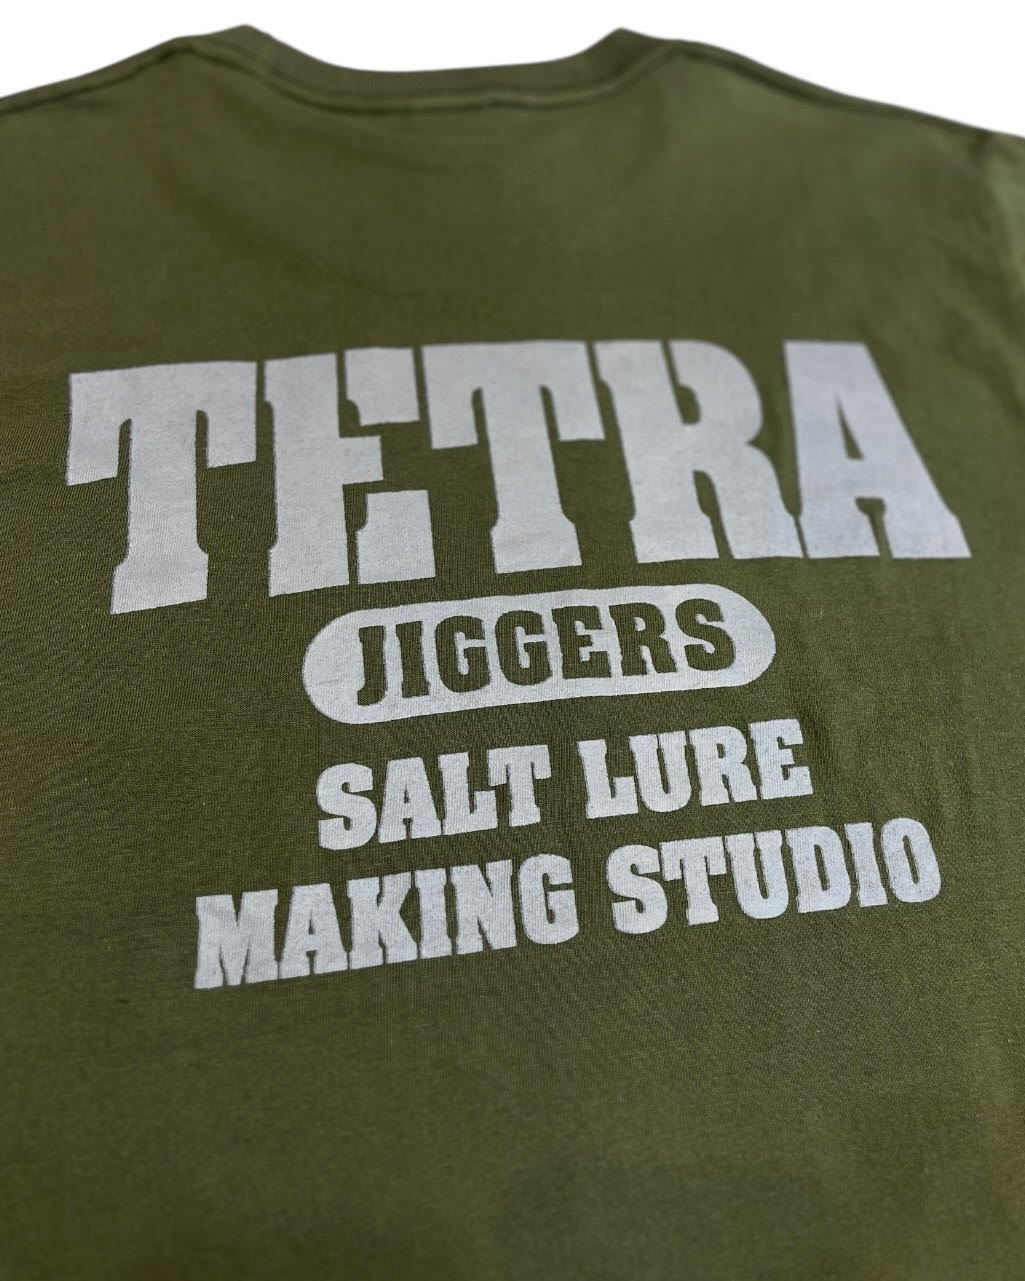 TETRA
JIGGERS
SALT LURE
MAKING STUDIO